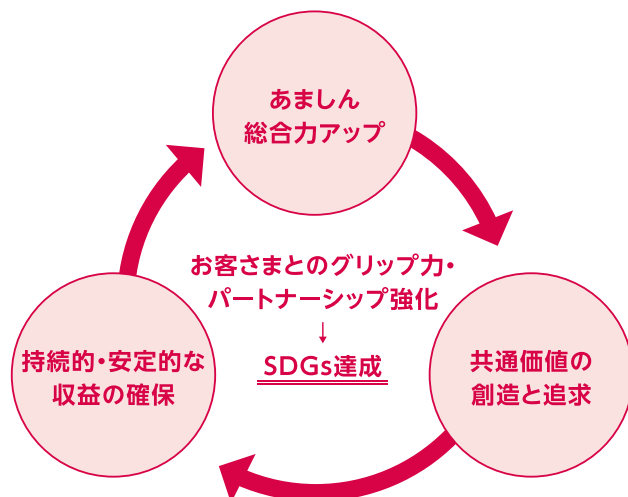 あましん
総合力アップ
お客さまとのグリップ力・
パートナーシップ強化
↓
SDGs達成
持続的・安定的な
収益の確保
共通価値の
創造と追求